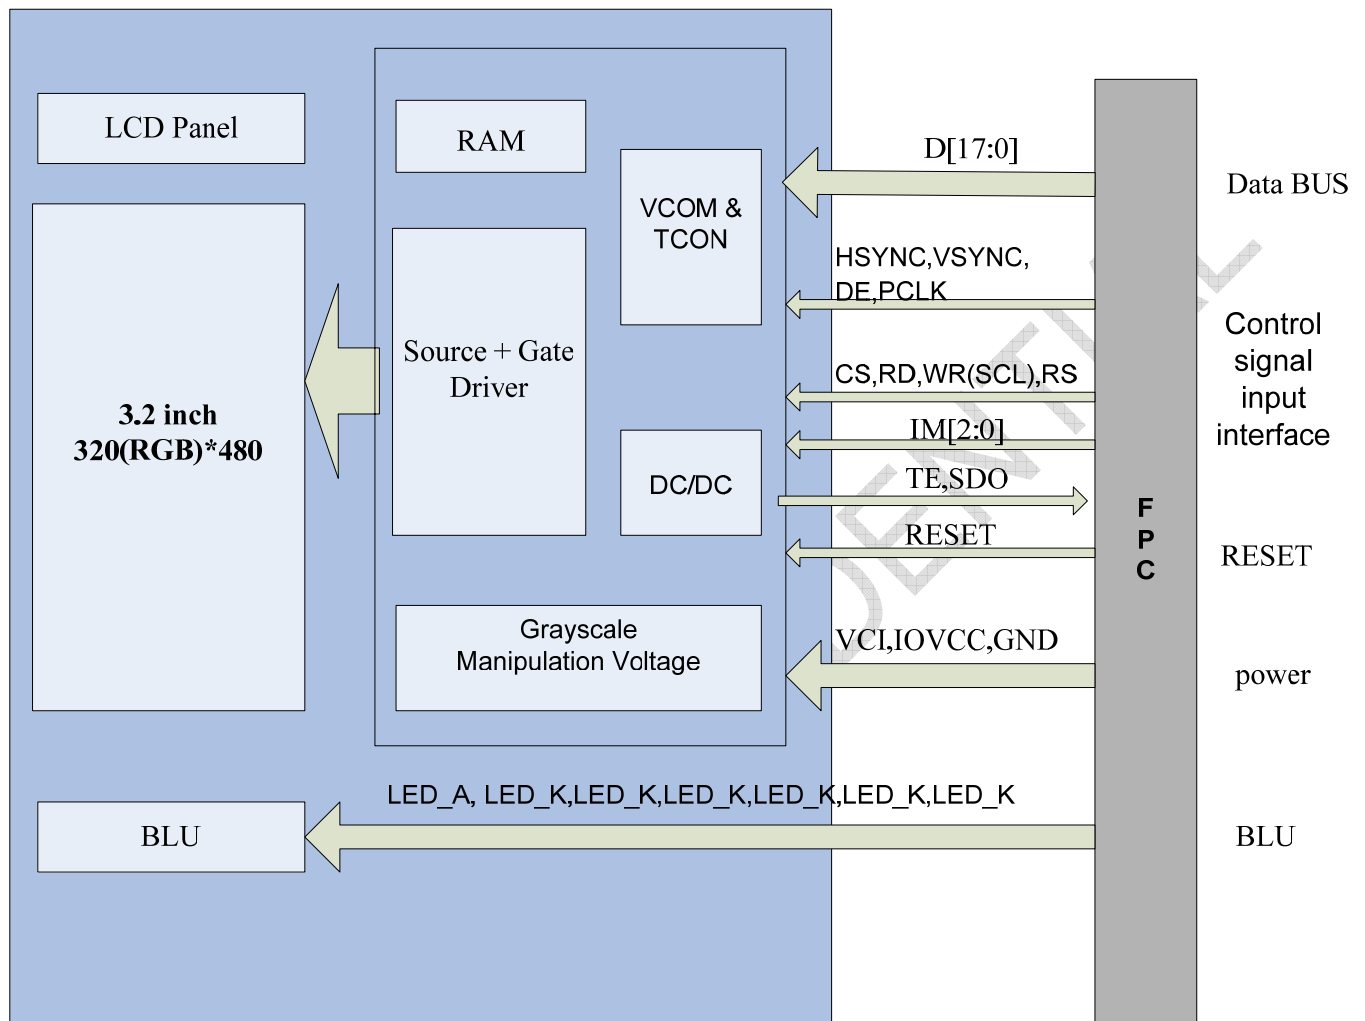 LCD Panel
RAM
VCOM &
TCON
Source + Gate
Driver
3.2 inch
320(RGB)*480
DC/DC
Grayscale
Manipulation Voltage
BLU
D[17:0]
HSYNC,VSYNC,
DE,PCLK
CS,RD,WR(SCL),RS
IM[2:0]
TE,SDO
RESET
VCI,IOVCC,GND
LED_A, LED_K,LED_K,LED_K,LED_K,LED_K,LED_K
F
P
C
Data BUS
Control
signal
input
interface
RESET
power
BLU
DENTIAL